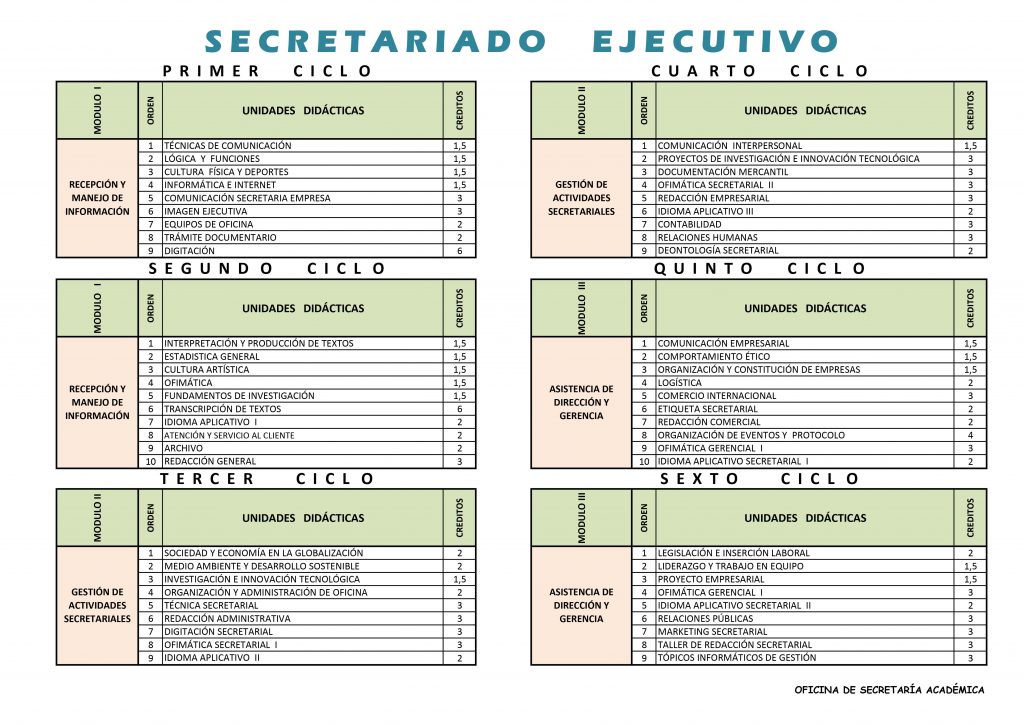 SECRETARIADO EJECUTIVO
PRIMER CICLO
MODULO I ORDEN UNIDADES DIDÁCTICAS CREDITOS
RECEPCIÓN Y MANEJO DE INFORMACIÓN
1 TÉCNICAS DE COMUNICACIÓN 1,5
2 LÓGICA Y FUNCIONES 1,5
3 CULTURA FÍSICA Y DEPORTES 1,5
4 INFORMÁTICA E INTERNET 1,5
5 COMUNICACIÓN SECRETARIA EMPRESA 3
6 IMAGEN EJECUTIVA 3
7 EQUIPOS DE OFICINA 2
8 TRÁMITE DOCUMENTARIO 2
9 DIGITACIÓN 6
SEGUNDO CICLO
MODULO I ORDEN UNIDADES DIDÁCTICAS CREDITOS
RECEPCIÓN Y MANEJO DE INFORMACIÓN
1 INTERPRETACIÓN Y PRODUCCIÓN DE TEXTOS 1,5
2 ESTADISTICA GENERAL 1,5
3 CULTURA ARTÍSTICA 1,5
4 OFIMÁTICA 1,5
5 FUNDAMENTOS DE INVESTIGACIÓN 1,5
6 TRANSCRIPCIÓN DE TEXTOS 6
7 IDIOMA APLICATIVO I 2
8 ATENCIÓN Y SERVICIO AL CLIENTE 2
9 ARCHIVO 2
10 REDACCIÓN GENERAL 3
TERCER CICLO
MODULO II ORDEN UNIDADES DIDÁCTICAS CREDITOS
GESTIÓN DE ACTIVIDADES SECRETARIALES
1 SOCIEDAD Y ECONOMÍA EN LA GLOBALIZACIÓN 2
2 MEDIO AMBIENTE Y DESARROLLO SOSTENIBLE 2
3 INVESTIGACIÓN E INNOVACIÓN TECNOLÓGICA 1,5
4 ORGANIZACIÓN Y ADMINISTRACIÓN DE OFICINA 2
5 TÉCNICA SECRETARIAL 3
6 REDACCIÓN ADMINISTRATIVA 3
7 DIGITACIÓN SECRETARIAL 3
8 OFIMÁTICA SECRETARIAL I 3
9 IDIOMA APLICATIVO II 2
CUARTO CICLO
MODULO II ORDEN UNIDADES DIDÁCTICAS CREDITOS
GESTIÓN DE ACTIVIDADES SECRETARIALES
1 COMUNICACIÓN INTERPERSONAL 1,5
2 PROYECTOS DE INVESTIGACIÓN E INNOVACIÓN TECNOLÓGICA 3
3 DOCUMENTACIÓN MERCANTIL 3
4 OFIMÁTICA SECRETARIAL II 3
5 REDACCIÓN EMPRESARIAL 3
6 IDIOMA APLICATIVO III 2
7 CONTABILIDAD 3
8 RELACIONES HUMANAS 3
9 DEONTOLOGÍA SECRETARIAL 2
QUINTO CICLO
MODULO III ORDEN UNIDADES DIDÁCTICAS CREDITOS
ASISTENCIA DE DIRECCIÓN Y GERENCIA
1 COMUNICACIÓN EMPRESARIAL 1,5
2 COMPORTAMIENTO ÉTICO 1,5
3 ORGANIZACIÓN Y CONSTITUCIÓN DE EMPRESAS 1,5
4 LOGÍSTICA 2
5 COMERCIO INTERNACIONAL 3
6 ETIQUETA SECRETARIAL 2
7 REDACCIÓN COMERCIAL 2
8 ORGANIZACIÓN DE EVENTOS Y PROTOCOLO 4
9 OFIMÁTICA GERENCIAL I 3
10 IDIOMA APLICATIVO SECRETARIAL I 2
SEXTO CICLO
MODULO III ORDEN UNIDADES DIDÁCTICAS CREDITOS
ASISTENCIA DE DIRECCIÓN Y GERENCIA
1 LEGISLACIÓN E INSERCIÓN LABORAL 2
2 LIDERAZGO Y TRABAJO EN EQUIPO 1,5
3 PROYECTO EMPRESARIAL 1,5
4 OFIMÁTICA GERENCIAL I 3
5 IDIOMA APLICATIVO SECRETARIAL II 2
6 RELACIONES PÚBLICAS 3
7 MARKETING SECRETARIAL 3
8 TALLER DE REDACCIÓN SECRETARIAL 3
9 TÓPICOS INFORMÁTICOS DE GESTIÓN 3
OFICINA DE SECRETARÍA ACADÉMICA